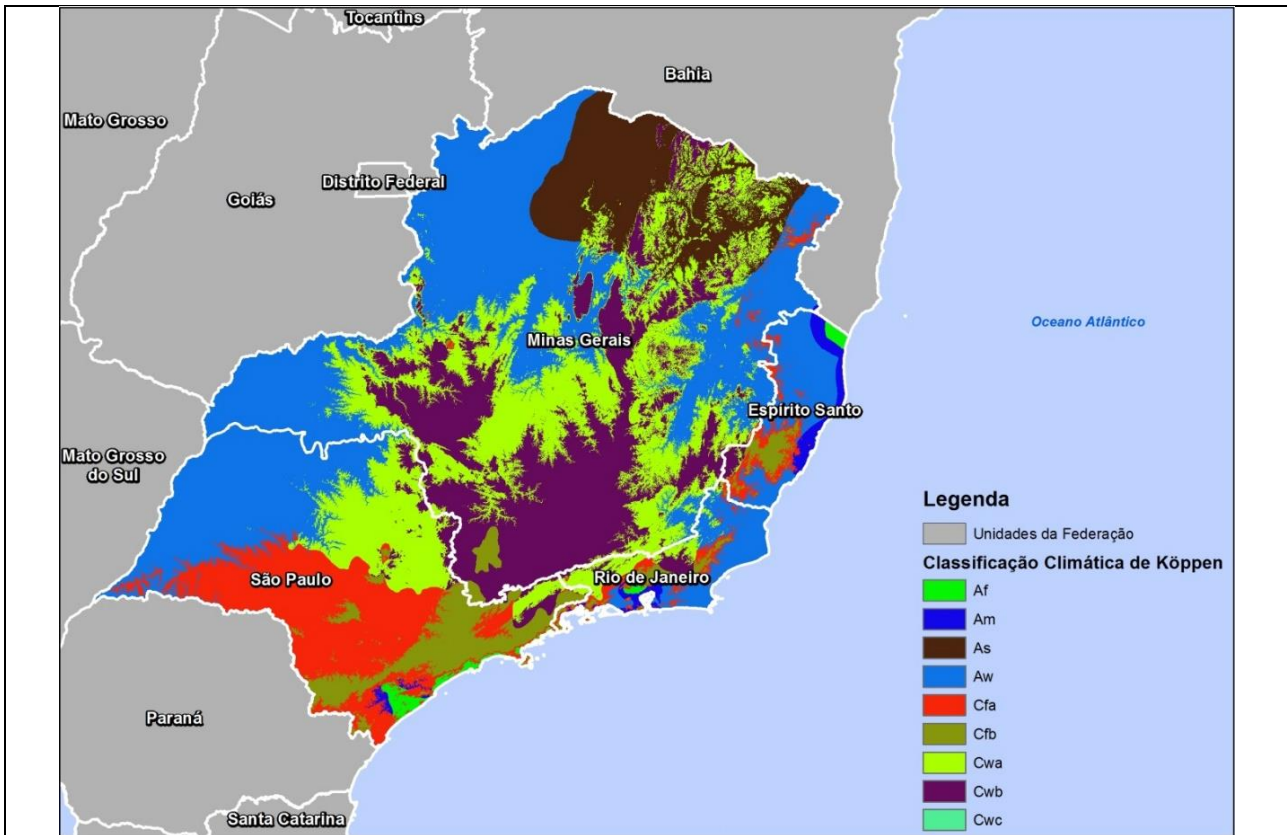 Tocantins
Bahia
Mato Grosso
Distrito Federal
Goiás
Oceano Atlântico
Minas Gerais
Espírito Santo
Mato Grosso
do Sul
Legenda
Unidades da Federação
Classificação Climática de Köppen
São Paulo
Rio de Janeiro
Af
Am
As
Aw
Cfa
Paraná
Cfb
Cwa
Cwb
Santa Catarina
Cwc